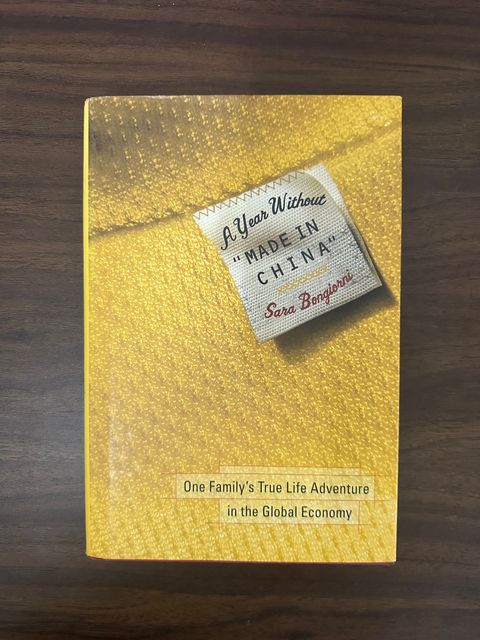 A Year Without
"MADE IN
CHINA"
Sara Bongiorni
One Family's True Life Adventure
in the Global Economy